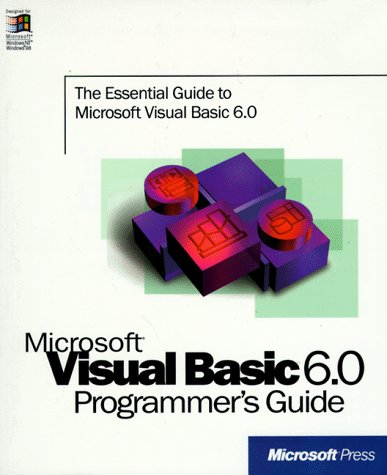 Designed for
Microsoft®
Windows NT®
Windows®98
The Essential Guide to
Microsoft Visual Basic 6.0
Microsoft®
Visual Basic 6.0
Programmer's Guide
Microsoft Press